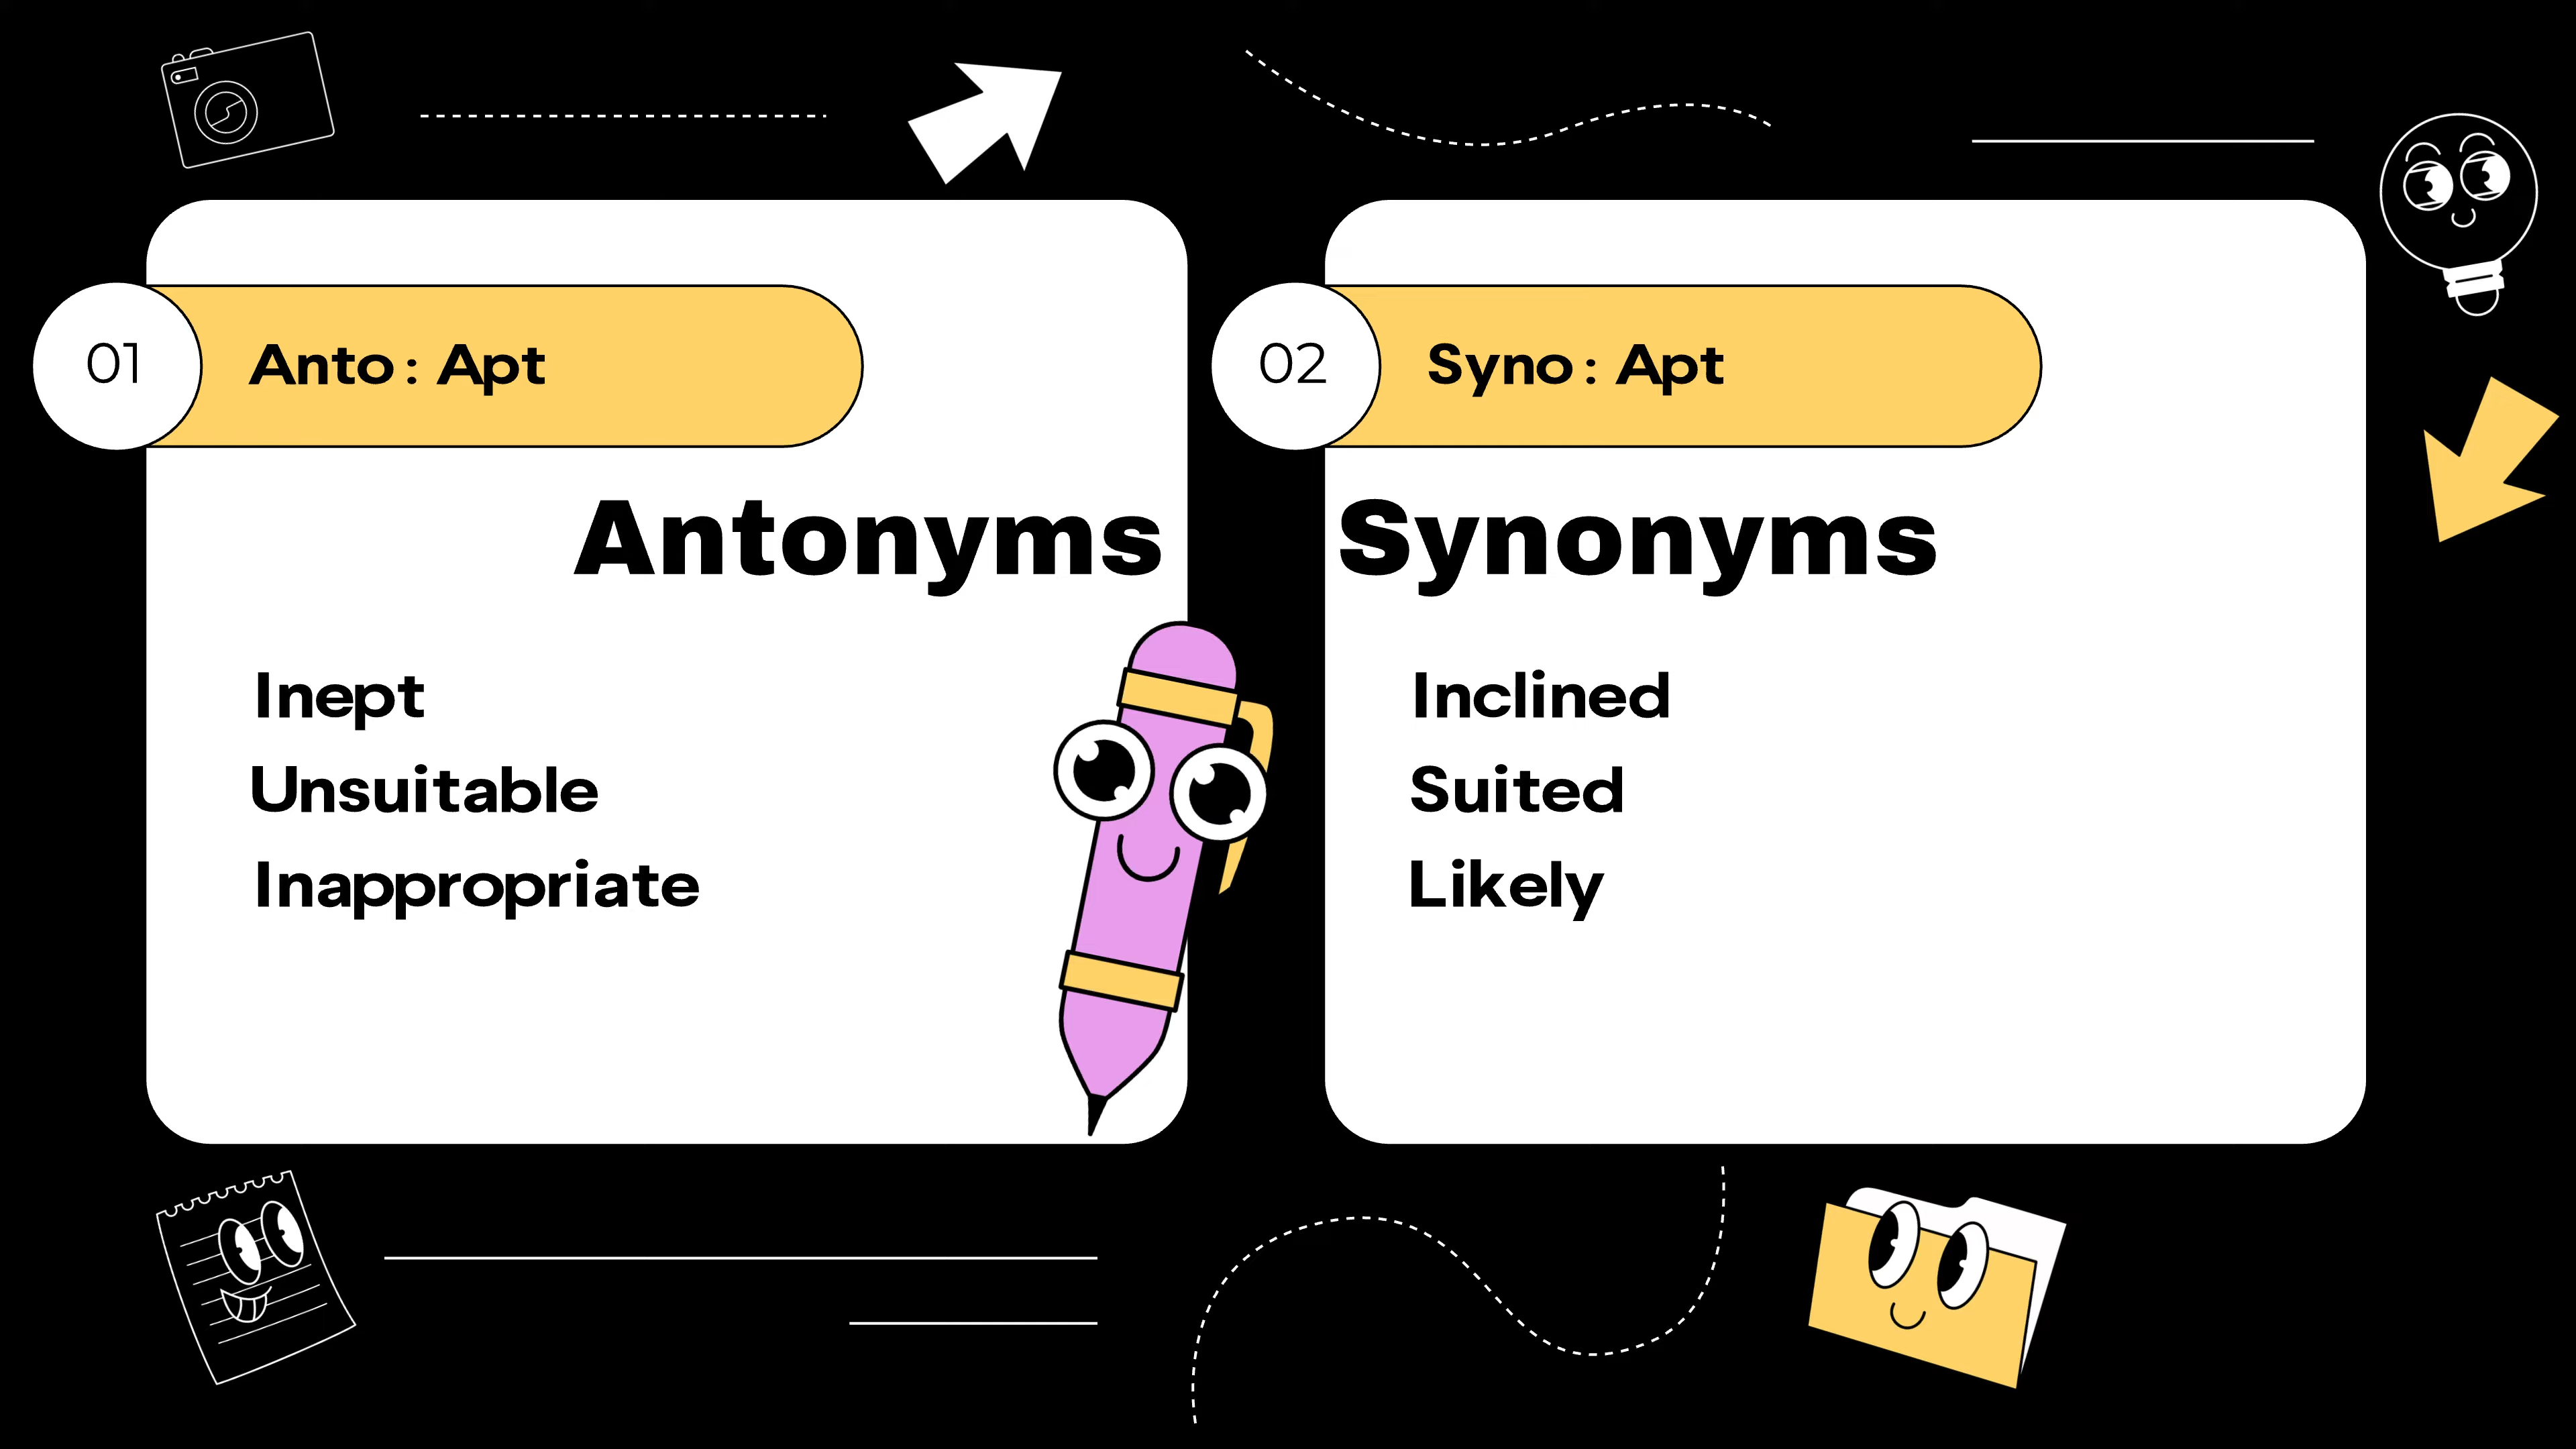 01
Anto : Apt
Antonyms
Inept
Unsuitable
Inappropriate
02
Syno : Apt
Synonyms
Inclined
Suited
Likely